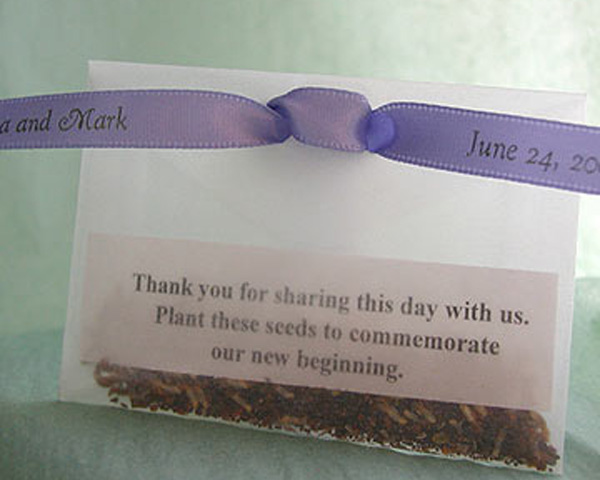 a and Mark
June 24, 20
Thank you for sharing this day with us.
Plant these seeds to commemorate
our new beginning.